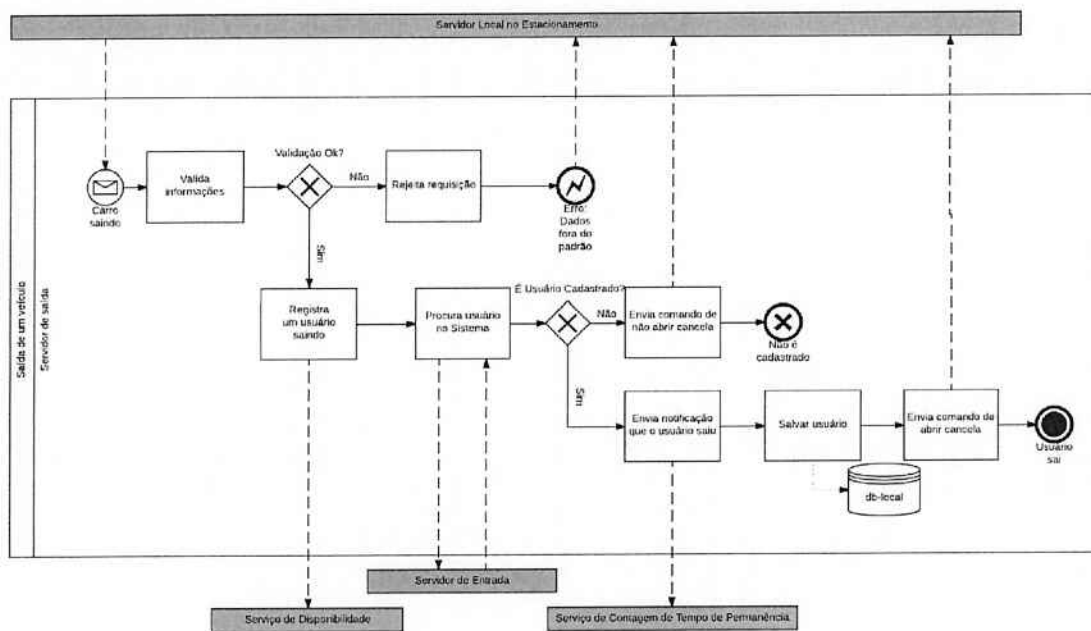 Servidor Local no Estacionamento
Saída de um veículo
Servidor de saída
Carro
saindo
Valida
informações
Validação Ok?
Não
Sim
Rejeita requisição
Erro:
Dados
fora do
padrão
Registra
um usuário
saindo
Procura usuário
no Sistema
É Usuário Cadastrado?
Não
Sim
Envia comando de
não abrir cancela
Não é
cadastrado
Envia notificação
que o usuário saiu
Salvar usuário
db-local
Envia comando de
abrir cancela
Usuário
sai
Servidor de Entrada
Serviço de Disponibilidade
Serviço de Contagem de Tempo de Permanência